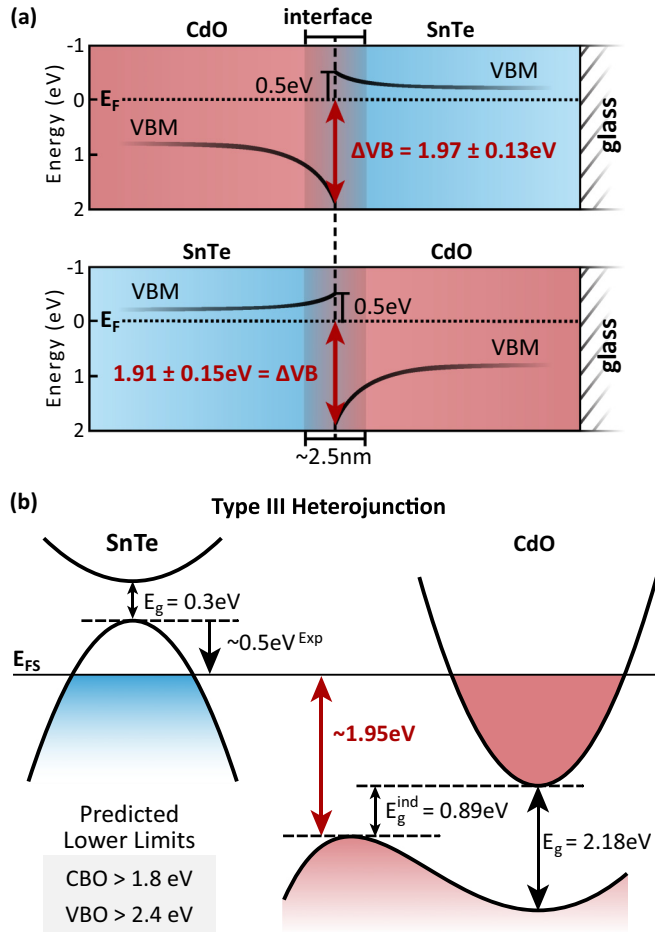 (a)
interface
CdO
SnTe
-1
0
1
2
Energy (eV)
E_F
0.5eV
VBM
VBM
ΔVB = 1.97 ± 0.13eV
glass
SnTe
CdO
-1
0
1
2
Energy (eV)
E_F
VBM
0.5eV
VBM
1.91 ± 0.15eV = ΔVB
glass
~2.5nm
(b)
Type III Heterojunction
SnTe
CdO
E_g = 0.3eV
~0.5eV^Exp
E_FS
~1.95eV
E_g^ind = 0.89eV
E_g = 2.18eV
Predicted
Lower Limits
CBO > 1.8 eV
VBO > 2.4 eV